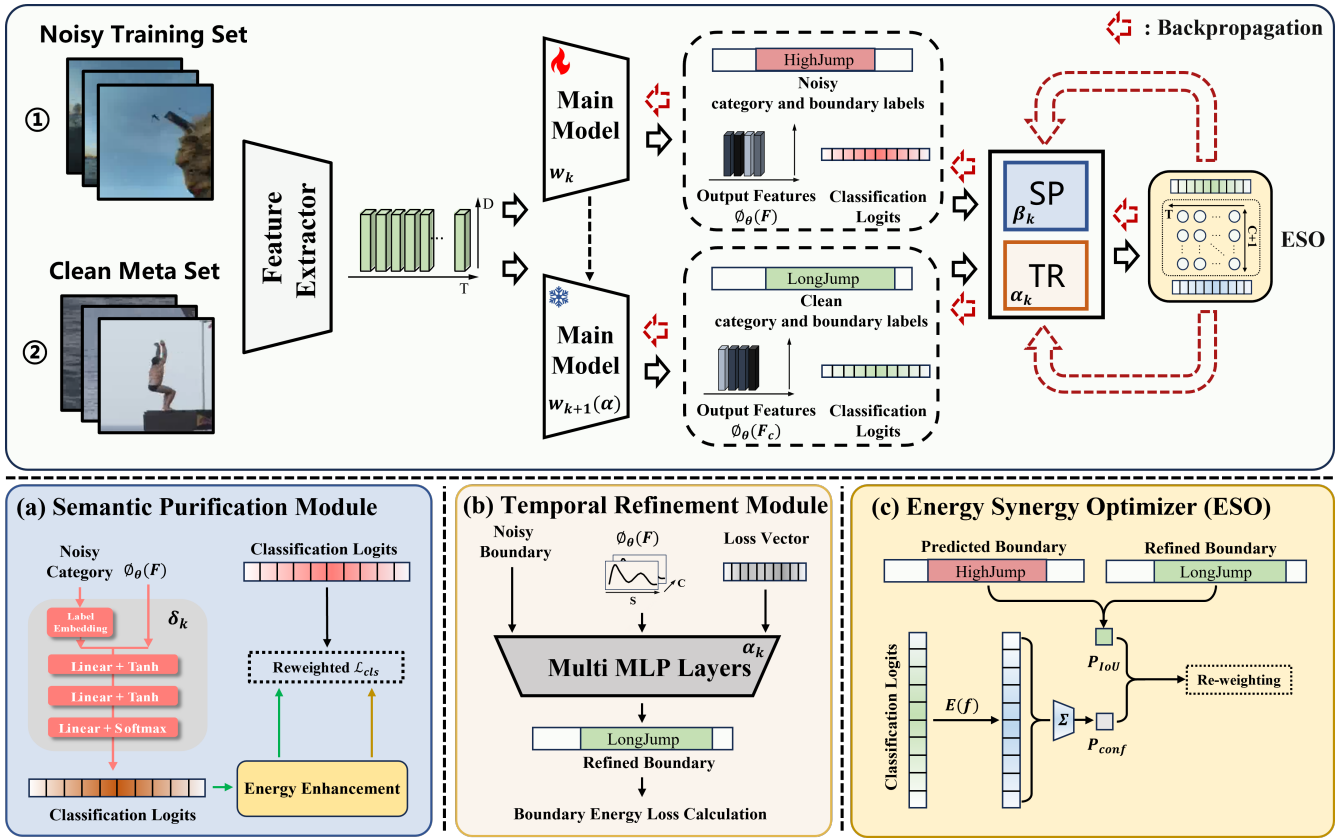 Noisy Training Set
①
Clean Meta Set
②
Feature
Extractor
D
...
T
Main
Model
w_k
Main
Model
w_{k+1}(α)
HighJump
Noisy
category and boundary labels
Output Features
∅_θ(F)
Classification
Logits
LongJump
Clean
category and boundary labels
Output Features
∅_θ(F_c)
Classification
Logits
: Backpropagation
SP
β_k
TR
α_k
T
C+1
ESO
(a) Semantic Purification Module
Noisy
Category
∅_θ(F)
δ_k
Label
Embedding
Linear + Tanh
Linear + Tanh
Linear + Softmax
Classification Logits
Classification Logits
Reweighted ℒ_cls
Energy Enhancement
(b) Temporal Refinement Module
Noisy
Boundary
∅_θ(F)
C
S
Loss Vector
α_k
Multi MLP Layers
LongJump
Refined Boundary
Boundary Energy Loss Calculation
(c) Energy Synergy Optimizer (ESO)
Predicted Boundary
HighJump
Refined Boundary
LongJump
Classification Logits
E(f)
Σ
P_IoU
P_conf
Re-weighting